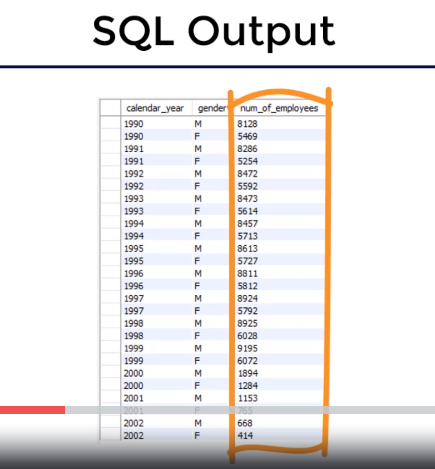 SQL Output
calendar_year gender num_of_employees
1990 M 8128
1990 F 5469
1991 M 8286
1991 F 5254
1992 M 8472
1992 F 5592
1993 M 8473
1993 F 5614
1994 M 8457
1994 F 5713
1995 M 8613
1995 F 5727
1996 M 8811
1996 F 5812
1997 M 8924
1997 F 5792
1998 M 8925
1998 F 6028
1999 M 9195
1999 F 6072
2000 M 1894
2000 F 1284
2001 M 1153
2001 F 765
2002 M 668
2002 F 414